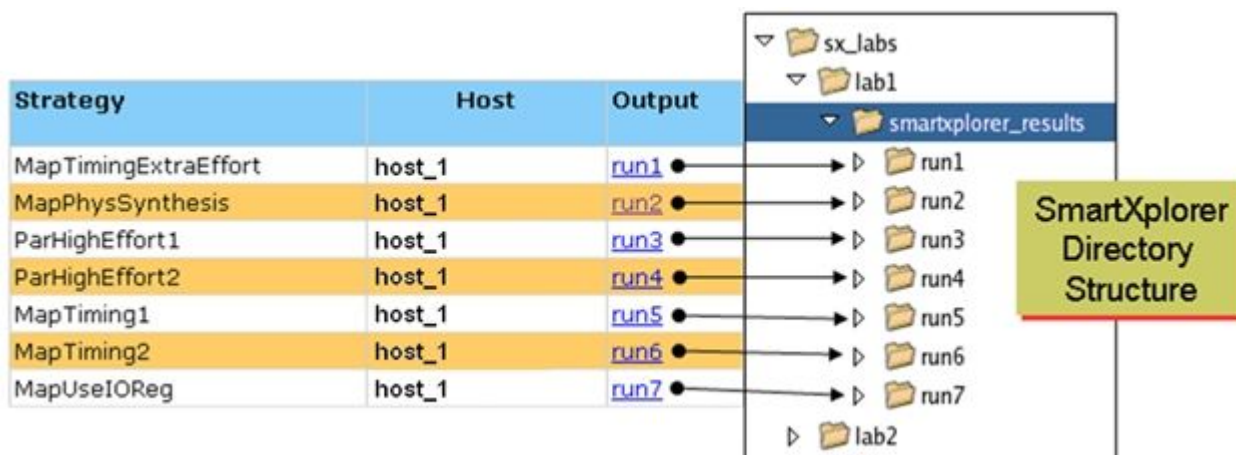 Strategy Host Output
MapTimingExtraEffort host_1 run1
MapPhysSynthesis host_1 run2
ParHighEffort1 host_1 run3
ParHighEffort2 host_1 run4
MapTiming1 host_1 run5
MapTiming2 host_1 run6
MapUseIOReg host_1 run7
sx_labs
lab1
smartxplorer_results
run1
run2
run3
run4
run5
run6
run7
lab2
SmartXplorer
Directory
Structure